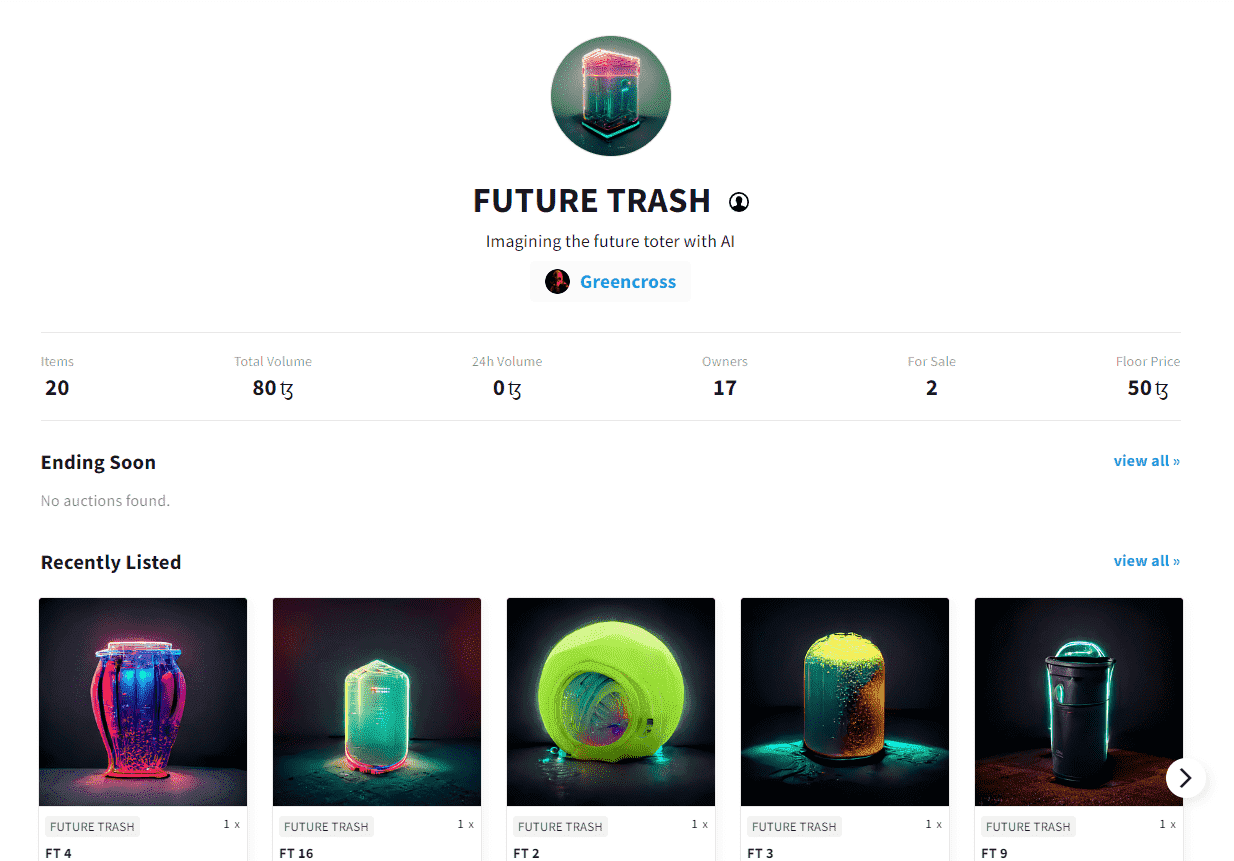 FUTURE TRASH
Imagining the future toter with AI
Greencross
Items Total Volume 24h Volume Owners For Sale Floor Price
20 80 ꜩ 0 ꜩ 17 2 50 ꜩ
Ending Soon view all »
No auctions found.
Recently Listed view all »
FUTURE TRASH 1 x FUTURE TRASH 1 x FUTURE TRASH 1 x FUTURE TRASH 1 x FUTURE TRASH 1 x
FT 4 FT 16 FT 2 FT 3 FT 9